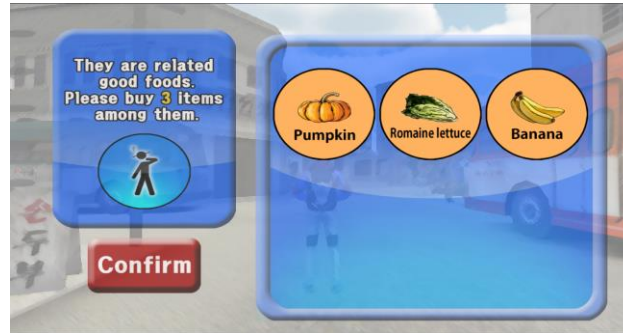 They are related
good foods.
Please buy 3 items
among them.
Confirm
Pumpkin
Romaine lettuce
Banana